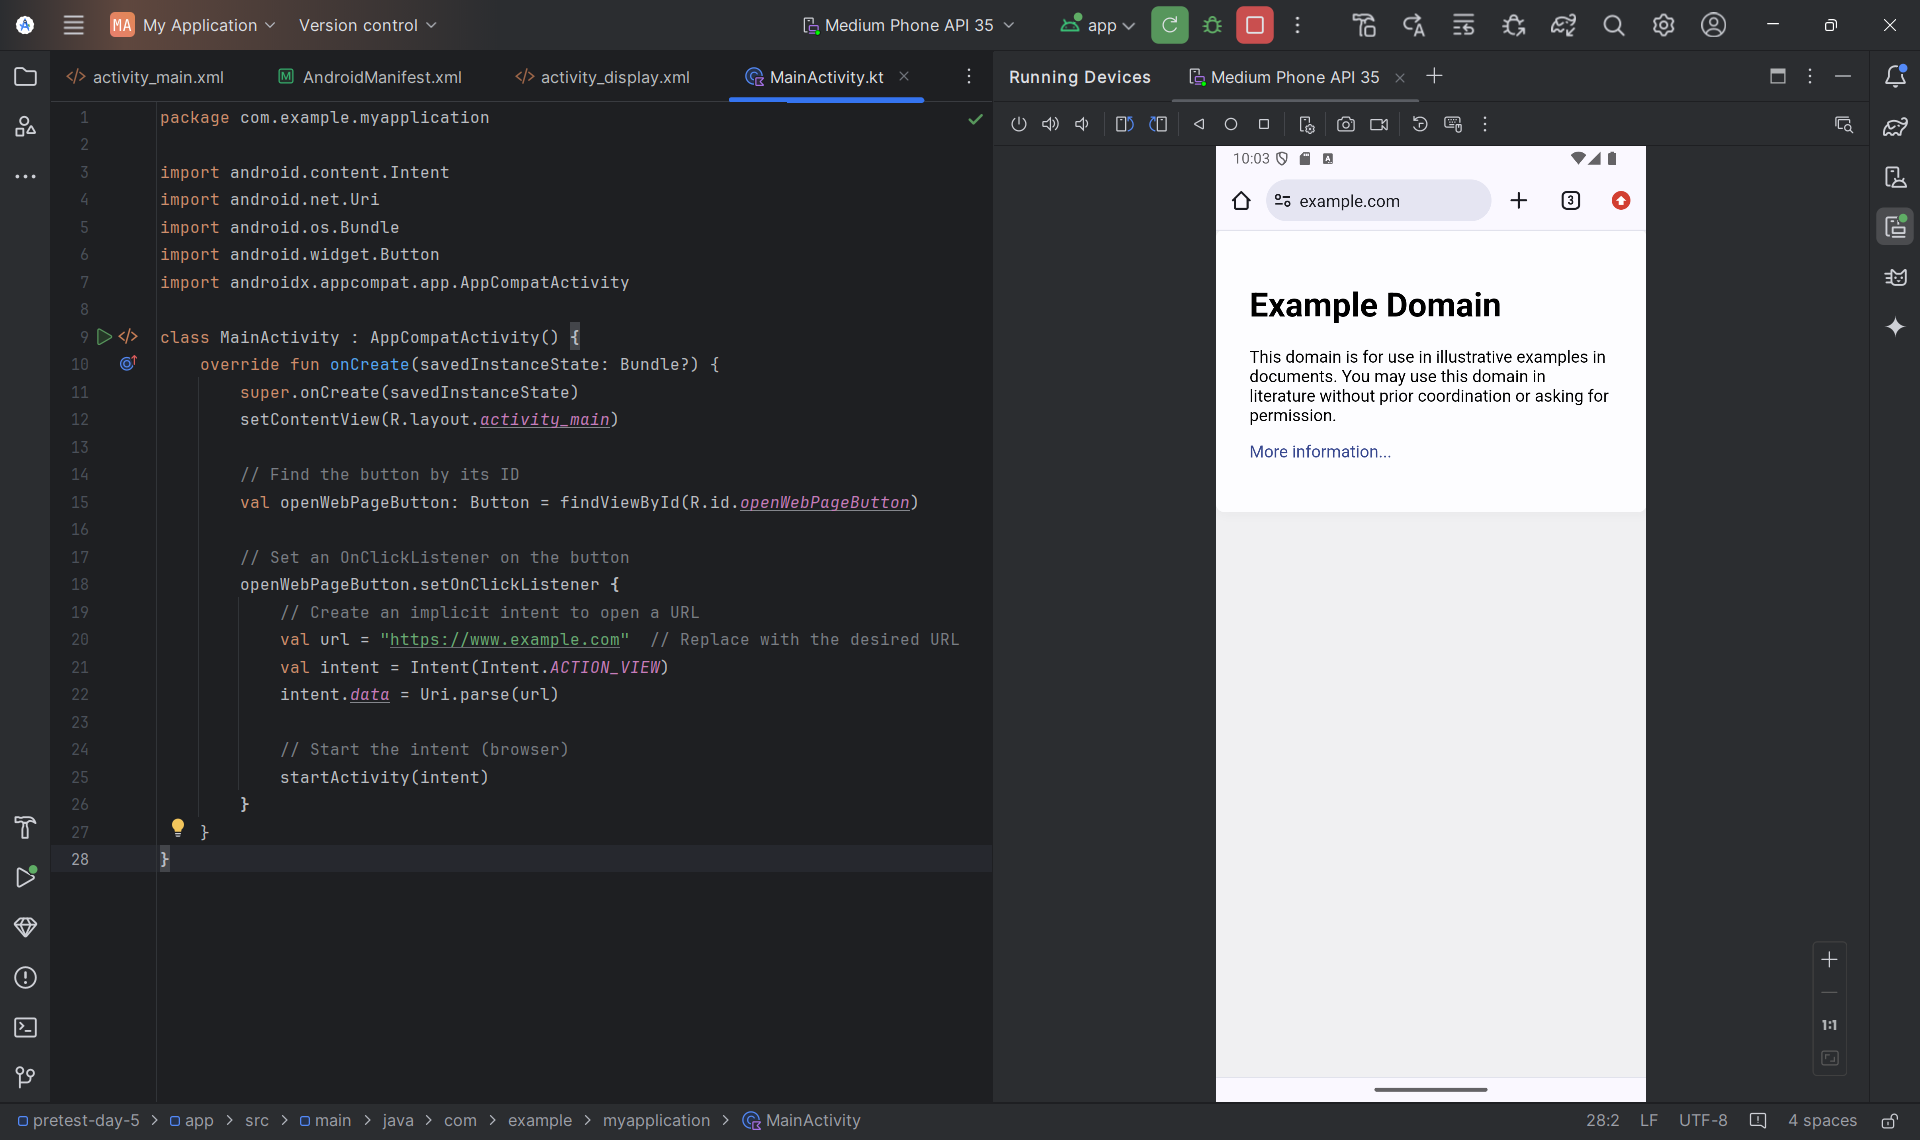 MA My Application Version control Medium Phone API 35 app
activity_main.xml AndroidManifest.xml activity_display.xml MainActivity.kt
1 package com.example.myapplication
2
3 import android.content.Intent
4 import android.net.Uri
5 import android.os.Bundle
6 import android.widget.Button
7 import androidx.appcompat.app.AppCompatActivity
8
9 class MainActivity : AppCompatActivity() {
10 override fun onCreate(savedInstanceState: Bundle?) {
11 super.onCreate(savedInstanceState)
12 setContentView(R.layout.activity_main)
13
14 // Find the button by its ID
15 val openWebPageButton: Button = findViewById(R.id.openWebPageButton)
16
17 // Set an OnClickListener on the button
18 openWebPageButton.setOnClickListener {
19 // Create an implicit intent to open a URL
20 val url = "https://www.example.com" // Replace with the desired URL
21 val intent = Intent(Intent.ACTION_VIEW)
22 intent.data = Uri.parse(url)
23
24 // Start the intent (browser)
25 startActivity(intent)
26 }
27 }
28 }
Running Devices Medium Phone API 35
10:03
example.com 3
Example Domain
This domain is for use in illustrative examples in
documents. You may use this domain in
literature without prior coordination or asking for
permission.
More information...
1:1
pretest-day-5 > app > src > main > java > com > example > myapplication > MainActivity
28:2 LF UTF-8 4 spaces